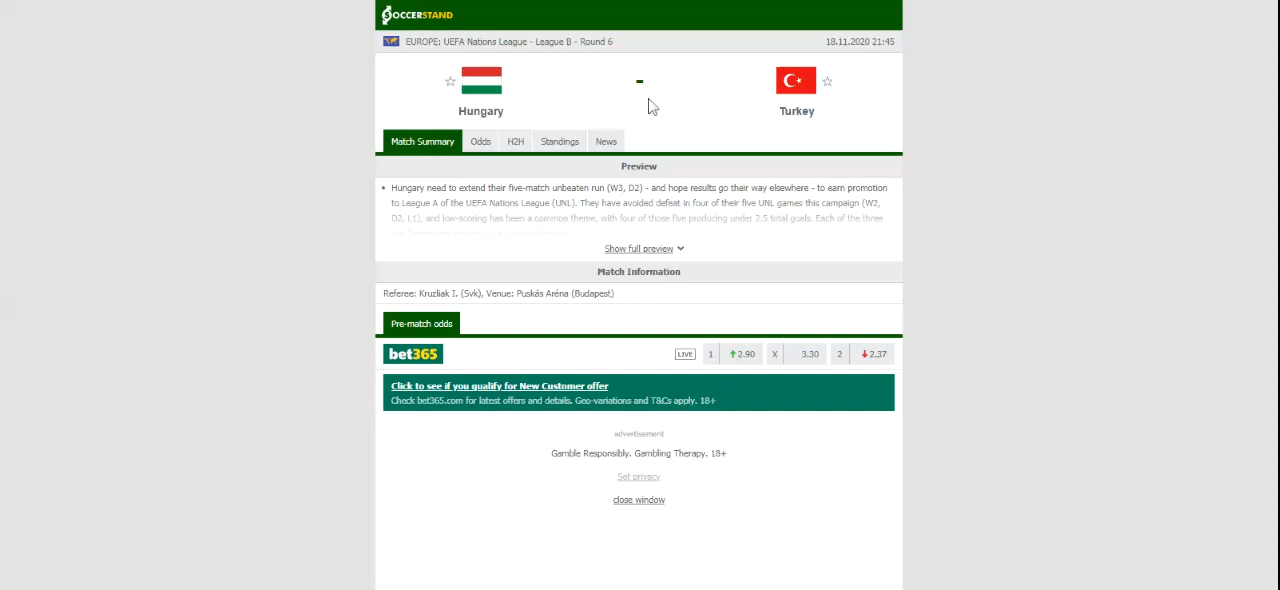 SOCCERSTAND
EUROPE: UEFA Nations League - League B - Round 6 18.11.2020 21:45
-
Hungary Turkey
Match Summary Odds H2H Standings News
Preview
• Hungary need to extend their five-match unbeaten run (W3, D2) - and hope results go their way elsewhere - to earn promotion
to League A of the UEFA Nations League (UNL). They have avoided defeat in four of their five UNL games this campaign (W2,
D2, L1), and low-scoring has been a common theme, with four of those five producing under 2.5 total goals. Each of the three
Show full preview
Match Information
Referee: Kruzliak I. (Svk), Venue: Puskás Aréna (Budapest)
Pre-match odds
bet365 LIVE 1 2.90 X 3.30 2 2.37
Click to see if you qualify for New Customer offer
Check bet365.com for latest offers and details. Geo-variations and T&Cs apply. 18+
advertisement
Gamble Responsibly. Gambling Therapy. 18+
Set privacy
close window